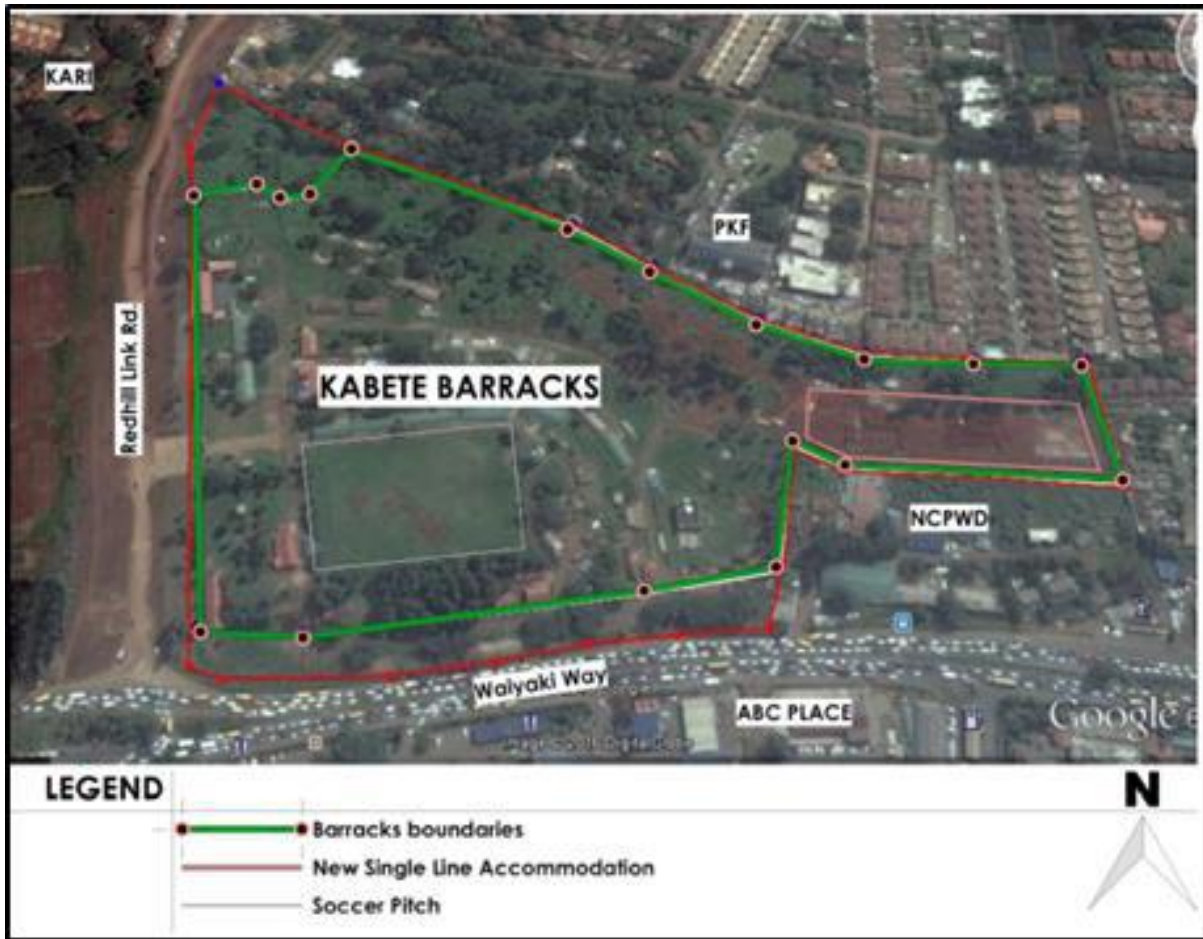 KARI
PKF
Redhill Link Rd.
KABETE BARRACKS
NCPWD
Waiyaki Way
ABC PLACE
Google
LEGEND
N
Barracks boundaries
New Single Line Accommodation
Soccer Pitch